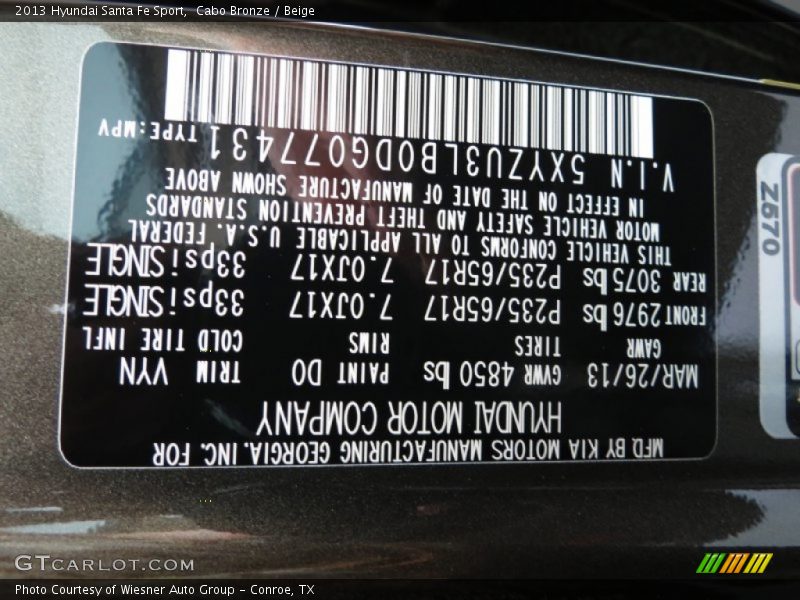 2013 Hyundai Santa Fe Sport, Cabo Bronze / Beige
MFD. BY KIA MOTORS MANUFACTURING GEORGIA. INC. FOR
HYUNDAI MOTOR COMPANY
MAR/26/13 GVWR 4850 lbs PAINT D0 TRIM VYN
GAWR TIRES RIMS COLD TIRE INFL
FRONT 2976 lbs P235/65R17 7.0JX17 33psi SINGLE
REAR 3075 lbs P235/65R17 7.0JX17 33psi SINGLE
THIS VEHICLE CONFORMS TO ALL APPLICABLE U.S.A. FEDERAL
MOTOR VEHICLE SAFETY AND THEFT PREVENTION STANDARDS
IN EFFECT ON THE DATE OF MANUFACTURE SHOWN ABOVE
V.I.N 5XYZU3LB0DG077431 TYPE:MPV
Z670
GTCARLOT.COM
Photo Courtesy of Wiesner Auto Group - Conroe, TX